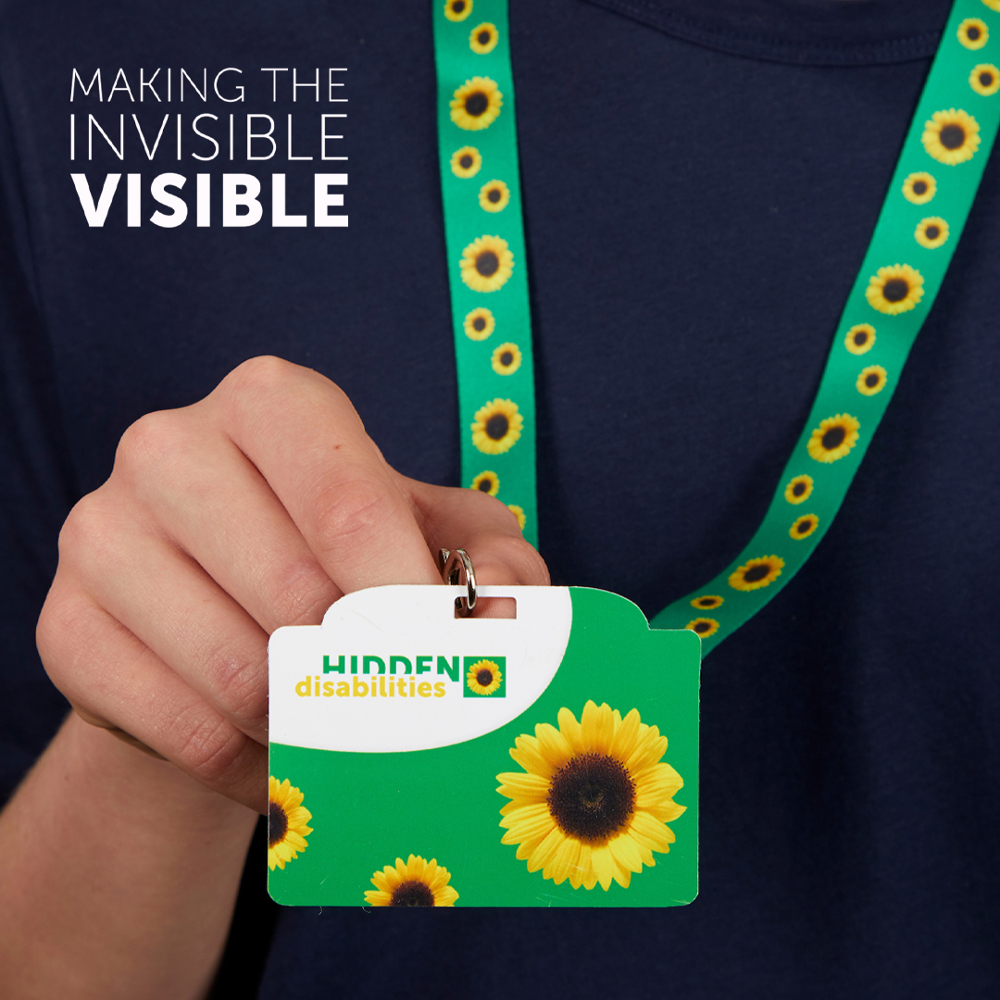 MAKING THE
INVISIBLE
VISIBLE
HIDDEN
disabilities